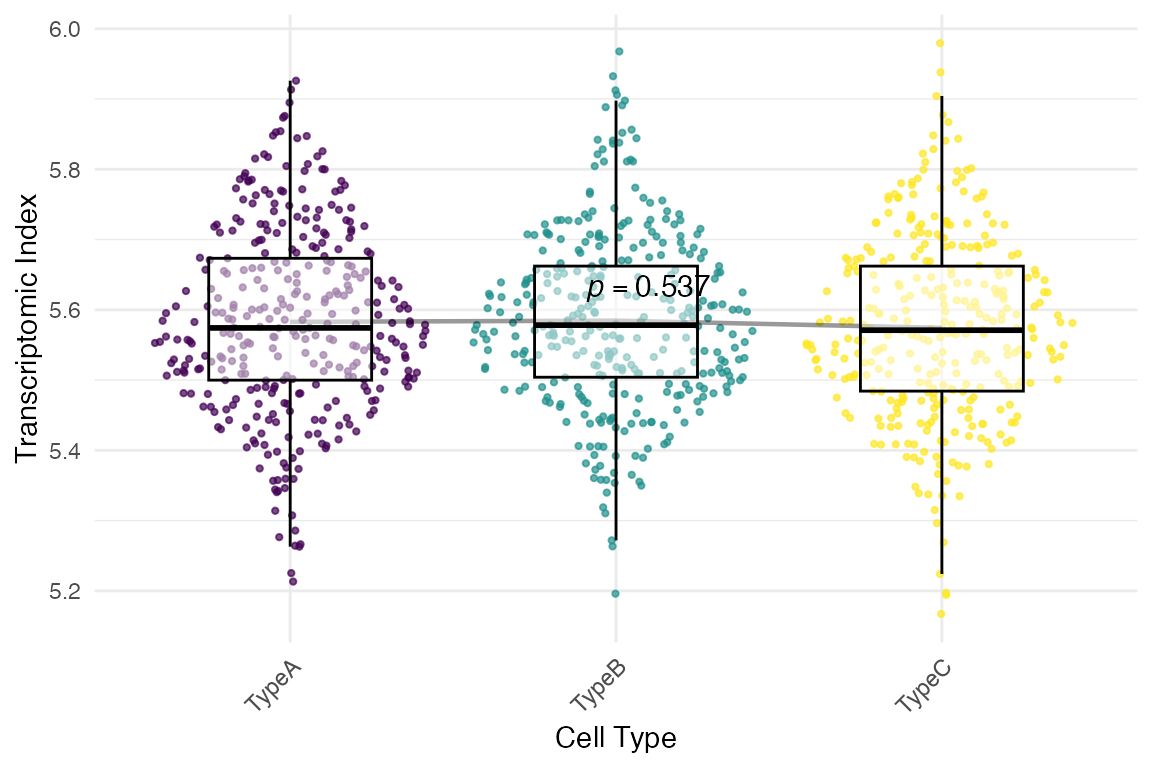 6.0
5.8
5.6
5.4
5.2
Transcriptomic Index
p = 0.537
TypeA
TypeB
TypeC
Cell Type